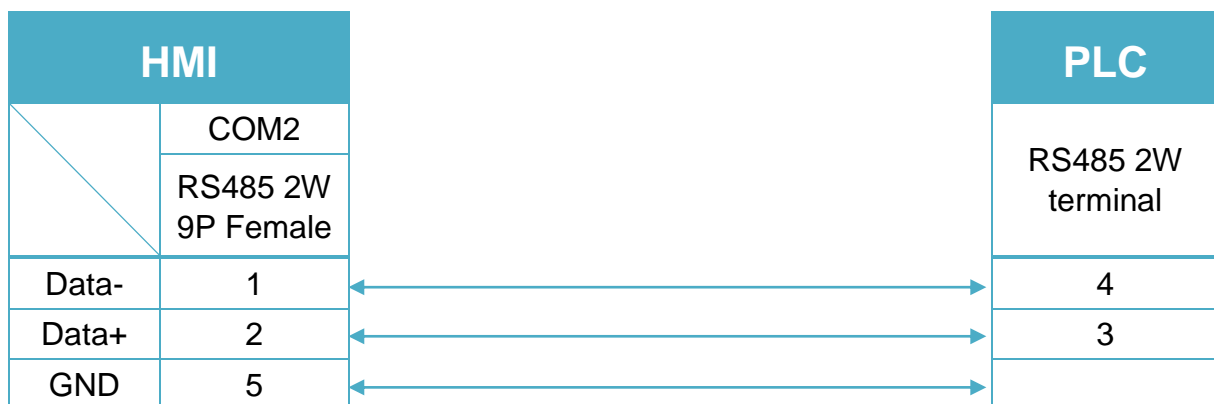 HMI
PLC
COM2
RS485 2W
9P Female
RS485 2W
terminal
Data- 1 4
Data+ 2 3
GND 5